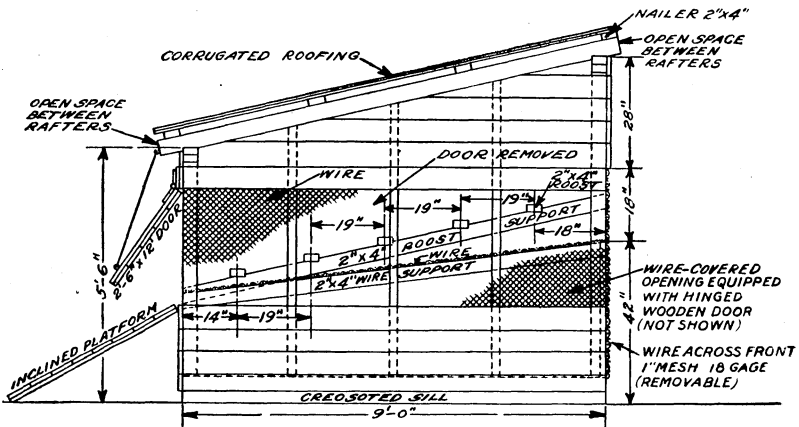 NAILER 2"x4"
OPEN SPACE
BETWEEN
RAFTERS
CORRUGATED ROOFING
OPEN SPACE
BETWEEN
RAFTERS
28"
DOOR REMOVED
WIRE
2"x4"
ROOST
19"
19"
19"
18"
SUPPORT
ROOST
2"x4"
18"
WIRE
2"x4" WIRE SUPPORT
2'-6"x12' DOOR
5'-6"
WIRE-COVERED
OPENING EQUIPPED
WITH HINGED
WOODEN DOOR
(NOT SHOWN)
42"
14"
19"
INCLINED PLATFORM
WIRE ACROSS FRONT
1" MESH 18 GAGE
(REMOVABLE)
CREOSOTED SILL
9'-0"